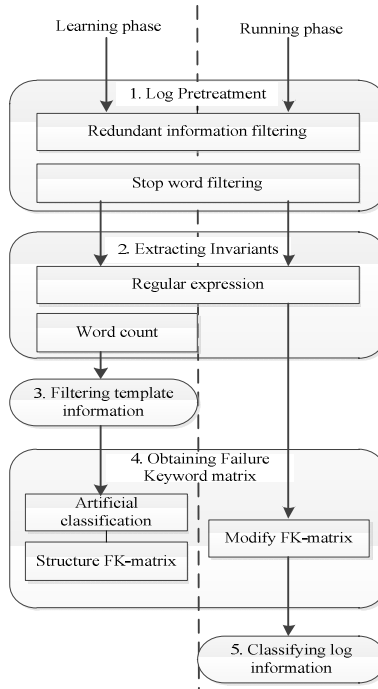 Learning phase
Running phase
1. Log Pretreatment
Redundant information filtering
Stop word filtering
2. Extracting Invariants
Regular expression
Word count
3. Filtering template
information
4. Obtaining Failure
Keyword matrix
Artificial
classification
Structure FK-matrix
Modify FK-matrix
5. Classifying log
information